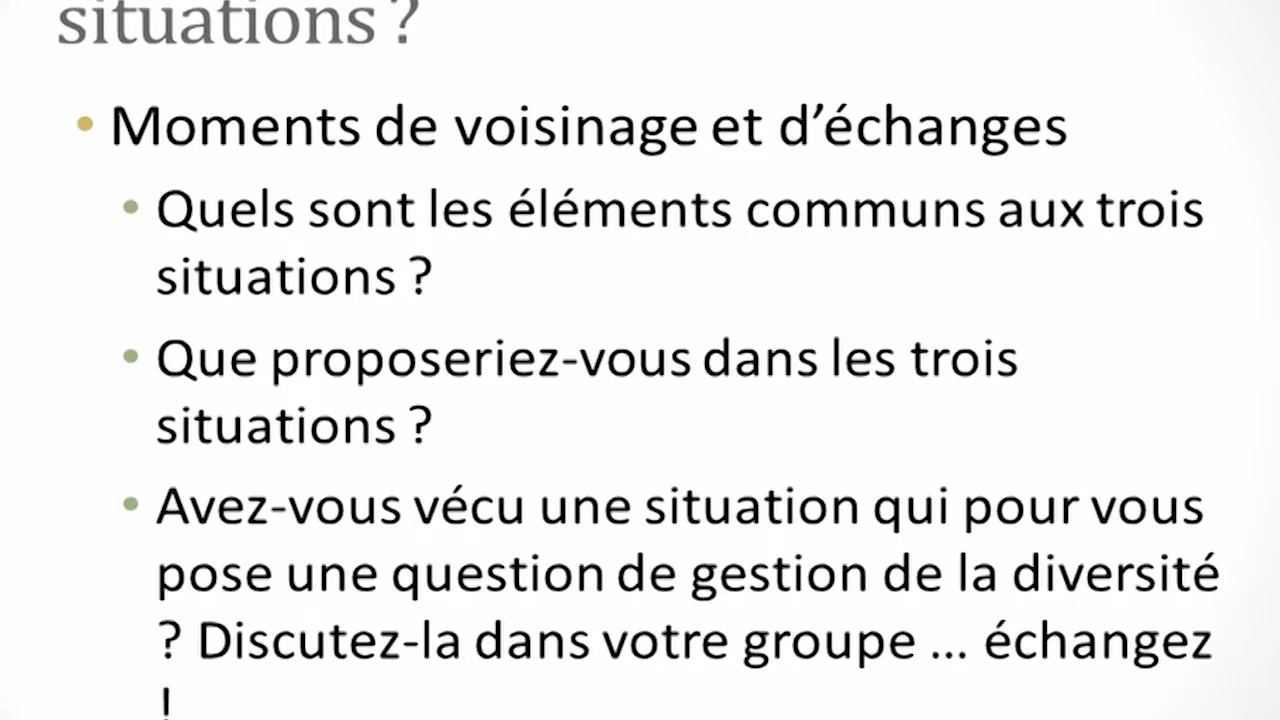 situations ?
• Moments de voisinage et d’échanges
• Quels sont les éléments communs aux trois
situations ?
• Que proposeriez-vous dans les trois
situations ?
• Avez-vous vécu une situation qui pour vous
pose une question de gestion de la diversité
? Discutez-la dans votre groupe ... échangez
!